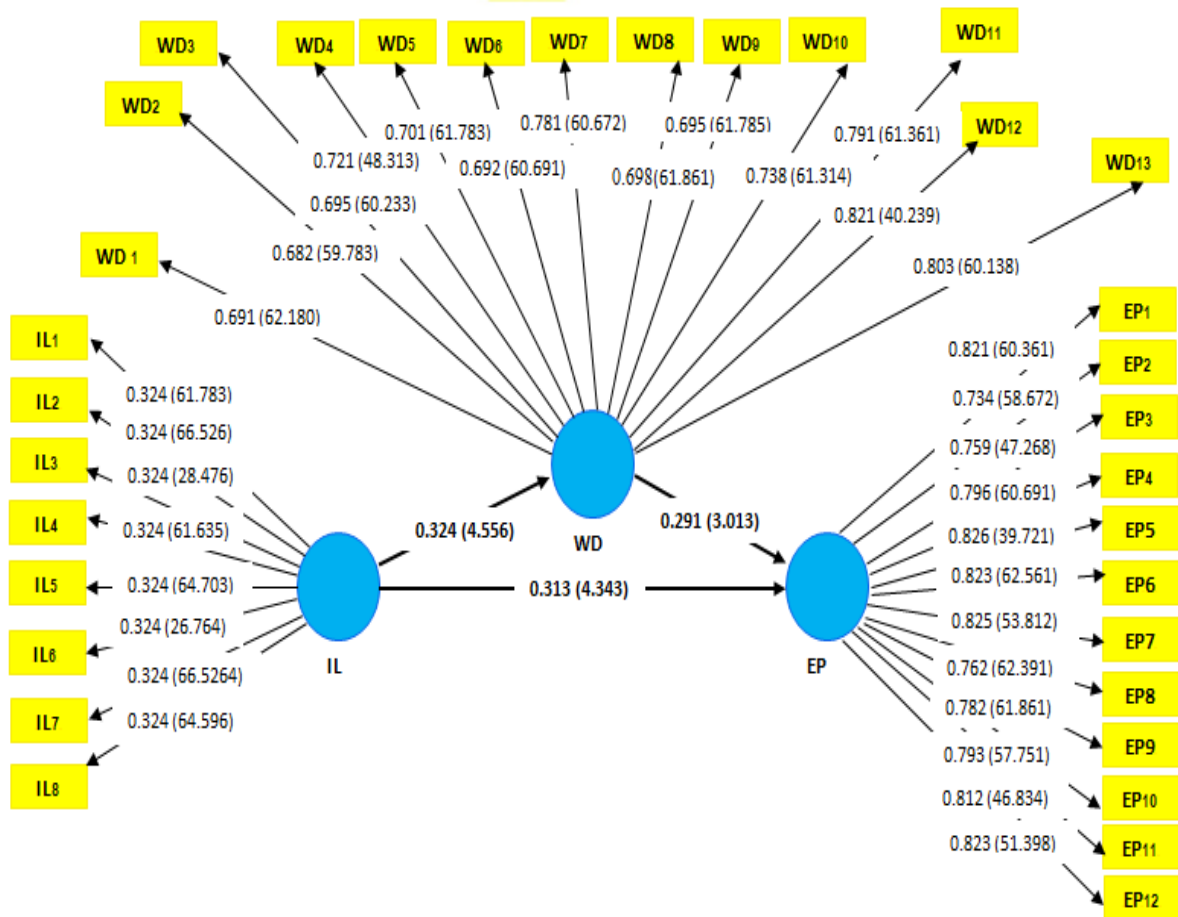 WD3
WD4
WD5
WD6
WD7
WD8
WD9
WD10
WD11
WD2
WD12
WD13
WD 1
0.701 (61.783)
0.781 (60.672)
0.695 (61.785)
0.791 (61.361)
0.721 (48.313)
0.692 (60.691)
0.698(61.861)
0.738 (61.314)
0.695 (60.233)
0.821 (40.239)
0.682 (59.783)
0.803 (60.138)
0.691 (62.180)
IL1
IL2
IL3
IL4
IL5
IL6
IL7
IL8
0.324 (61.783)
0.324 (66.526)
0.324 (28.476)
0.324 (61.635)
0.324 (64.703)
0.324 (26.764)
0.324 (66.5264)
0.324 (64.596)
0.324 (4.556)
WD
0.291 (3.013)
0.313 (4.343)
IL
EP
0.821 (60.361)
0.734 (58.672)
0.759 (47.268)
0.796 (60.691)
0.826 (39.721)
0.823 (62.561)
0.825 (53.812)
0.762 (62.391)
0.782 (61.861)
0.793 (57.751)
0.812 (46.834)
0.823 (51.398)
EP1
EP2
EP3
EP4
EP5
EP6
EP7
EP8
EP9
EP10
EP11
EP12